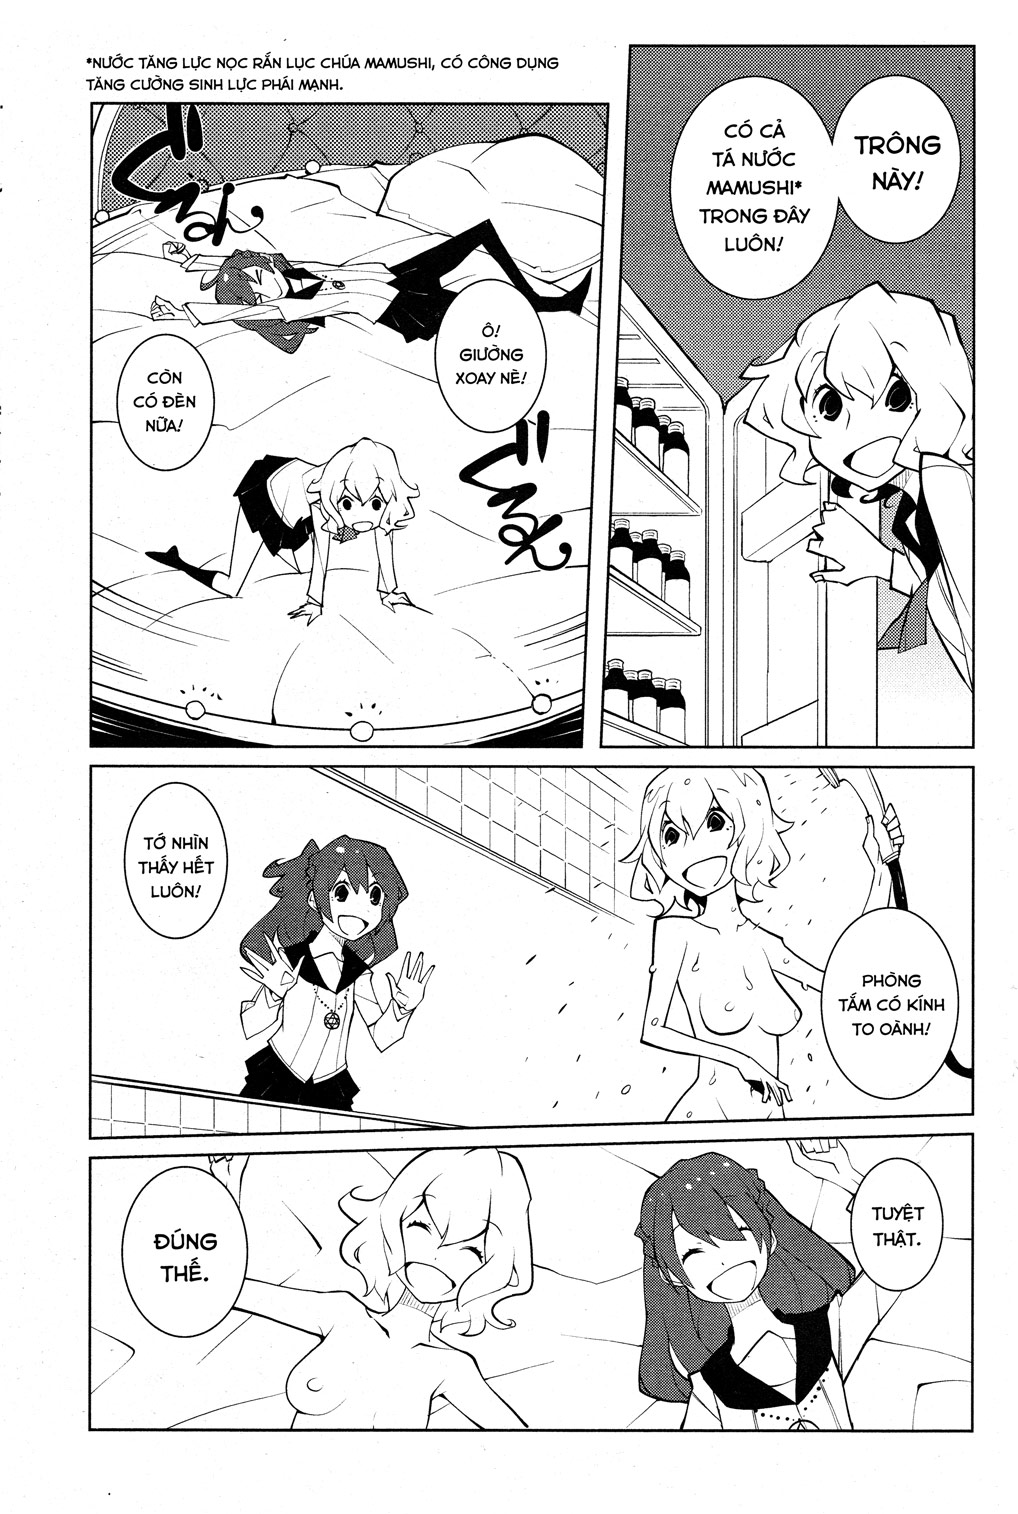 *NƯỚC TĂNG LỰC NỌC RẮN LỤC CHÚA MAMUSHI, CÓ CÔNG DỤNG
TĂNG CƯỜNG SINH LỰC PHÁI MẠNH.
TRÔNG
NÀY!
CÓ CẢ
TÁ NƯỚC
MAMUSHI*
TRONG ĐÂY
LUÔN!
Ô!
GIƯỜNG
XOAY NÈ!
CÒN
CÓ ĐÈN
NỮA!
PHÒNG
TẮM CÓ KÍNH
TO OÀNH!
TỚ NHÌN
THẤY HẾT
LUÔN!
TUYỆT
THẬT.
ĐÚNG
THẾ.